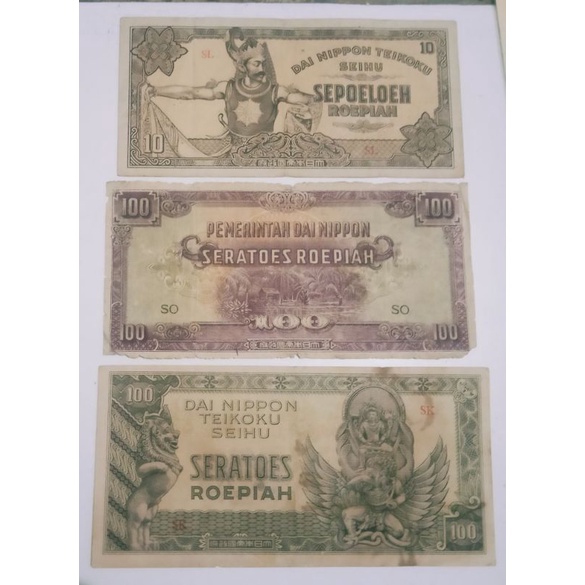 10
SL
DAI NIPPON TEIKOKU
SEIHU
SEPOELOEH
ROEPIAH
10
SL
100
100
PEMERINTAH DAI NIPPON
SERATOES ROEPIAH
SO
SO
100
100
100
100
DAI NIPPON
TEIKOKU
SEIHU
SK
SERATOES
ROEPIAH
SK
100